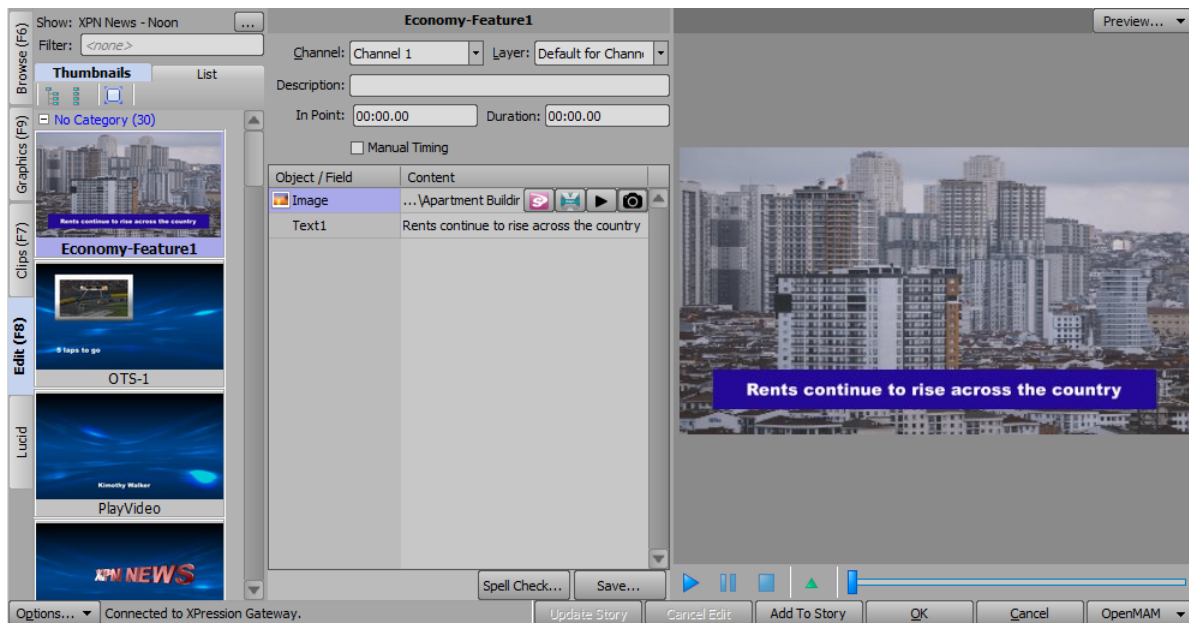 Show: XPN News - Noon ...
Filter: <none>
Thumbnails List
No Category (30)
Rents continue to rise across the country
Economy-Feature1
5 laps to go
OTS-1
Kimothy Walker
PlayVideo
XPN NEWS
Browse (F6)
Graphics (F9)
Clips (F7)
Edit (F8)
Lucid
Economy-Feature1
Channel: Channel 1 Layer: Default for Chann
Description:
In Point: 00:00.00 Duration: 00:00.00
Manual Timing
Object / Field Content
Image ...\Apartment Buildir
Text1 Rents continue to rise across the country
Spell Check... Save...
Preview...
Rents continue to rise across the country
Options... Connected to XPression Gateway. Update Story Cancel Edit Add To Story OK Cancel OpenMAM